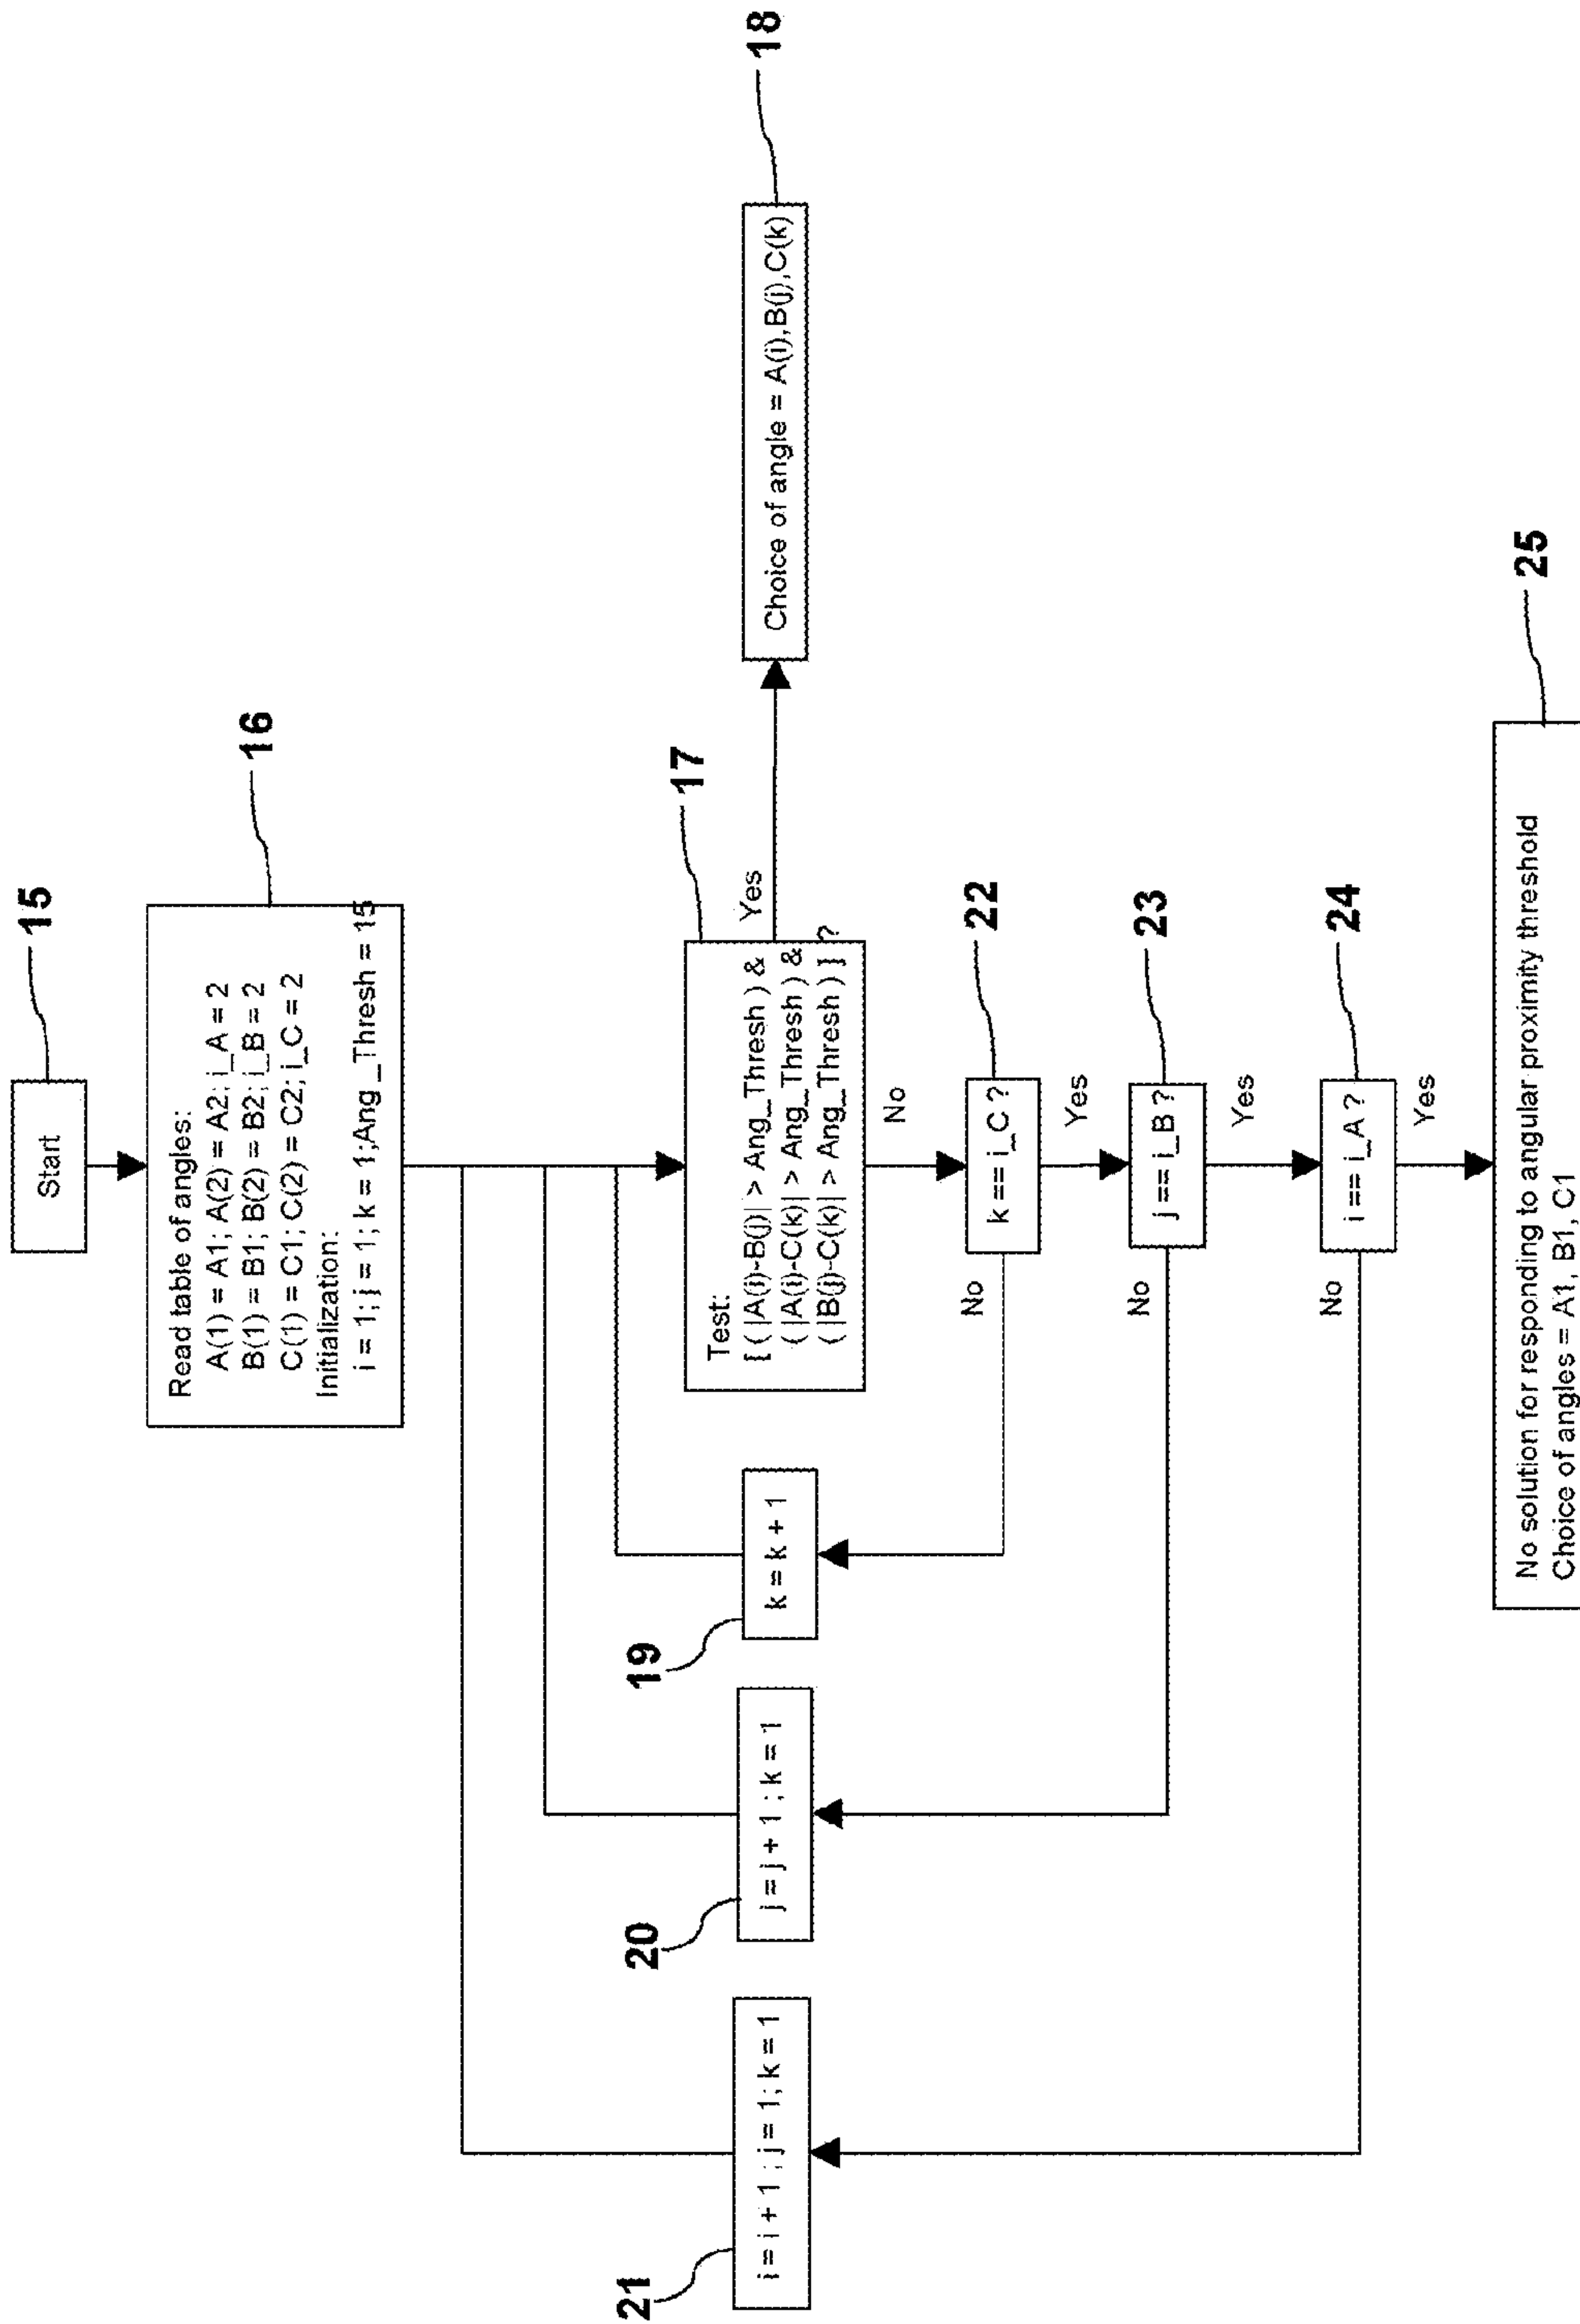 15
Start
16
Read table of angles:
A(1) = A1; A(2) = A2; i_A = 2
B(1) = B1; B(2) = B2; i_B = 2
C(1) = C1; C(2) = C2; i_C = 2
Initialization:
i = 1; j = 1; k = 1;Ang_Thresh = 15
17
Test:
[ ( |A(i)-B(j)| > Ang_Thresh ) &
( |A(i)-C(k)| > Ang_Thresh ) &
( |B(j)-C(k)| > Ang_Thresh ) ] ?
Yes
18
Choice of angle = A(i),B(j),C(k)
No
19
k = k + 1
20
j = j + 1 ; k = 1
21
i = i + 1 ; j = 1; k = 1
22
k == i_C ?
No
Yes
23
j == i_B ?
No
Yes
24
i == i_A ?
No
Yes
25
No solution for responding to angular proximity threshold
Choice of angles = A1, B1, C1